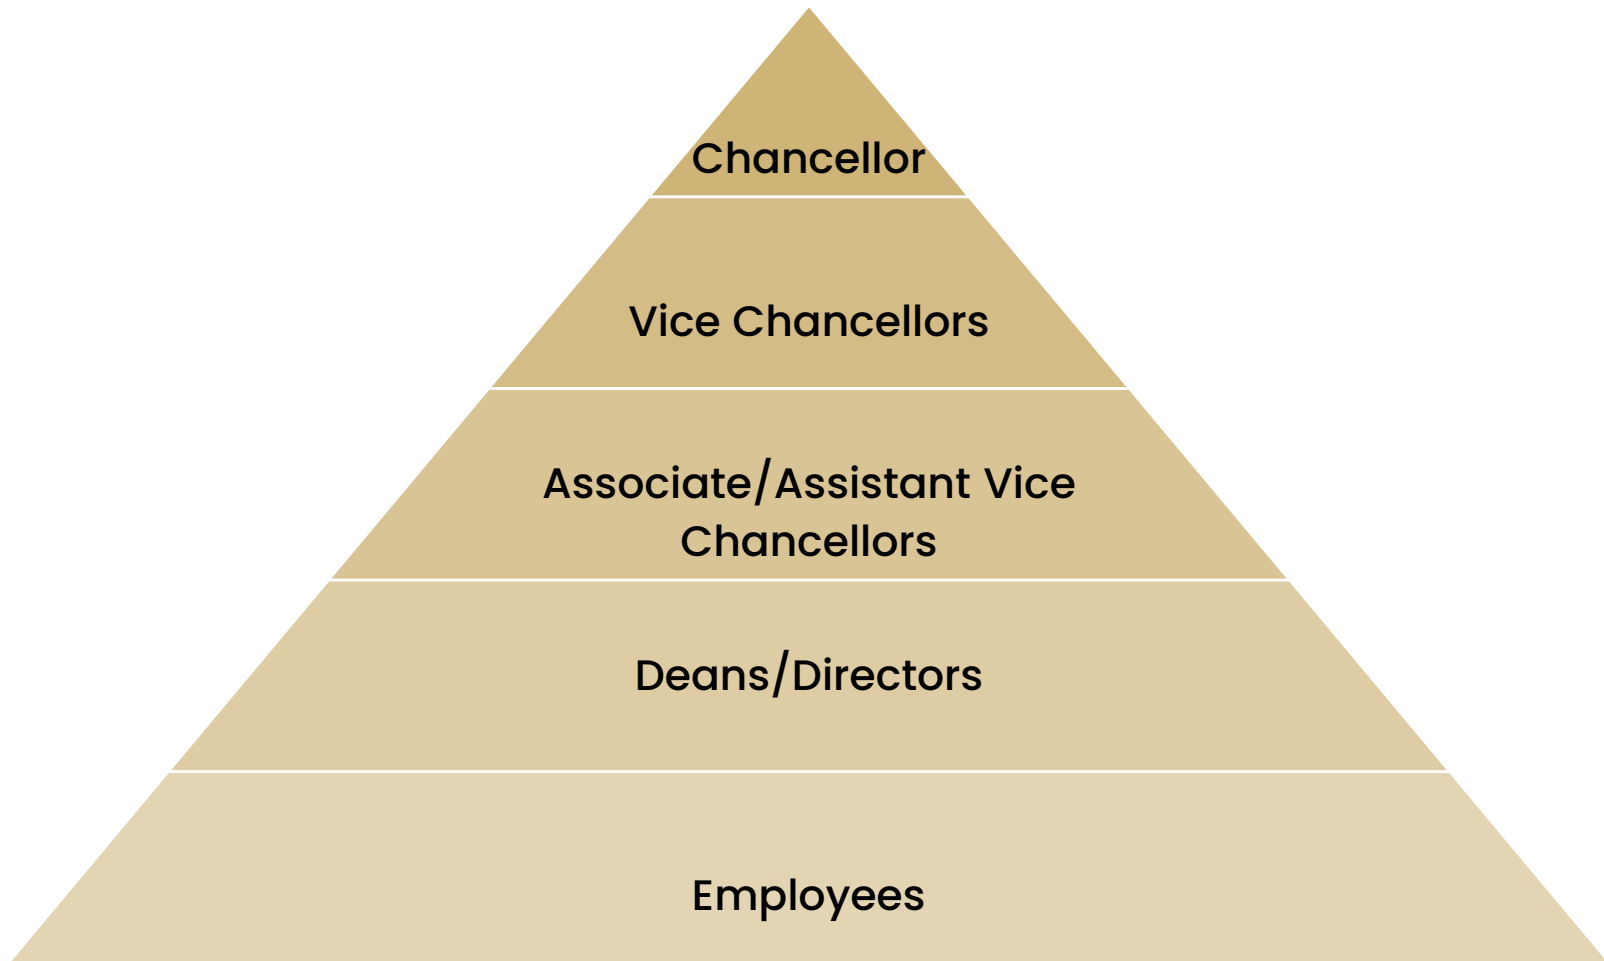 Chancellor
Vice Chancellors
Associate/Assistant Vice
Chancellors
Deans/Directors
Employees